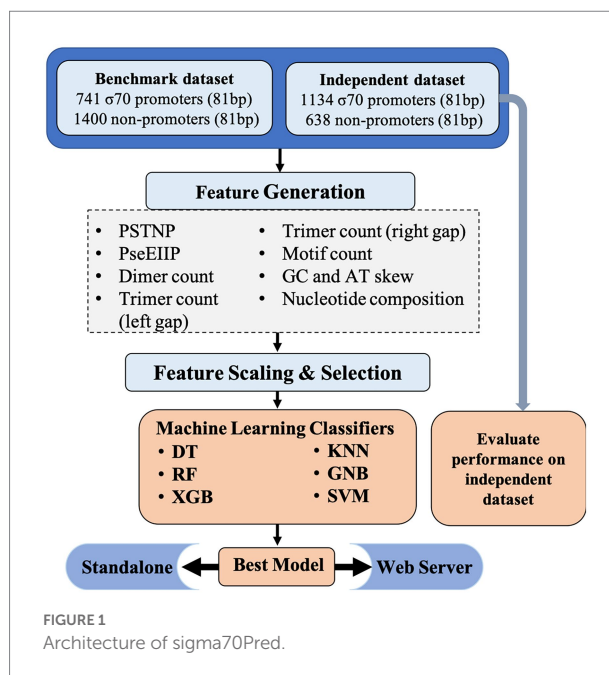 Benchmark dataset
741 σ70 promoters (81bp)
1400 non-promoters (81bp)
Independent dataset
1134 σ70 promoters (81bp)
638 non-promoters (81bp)
Feature Generation
• PSTNP
• PseEIIP
• Dimer count
• Trimer count
(left gap)
• Trimer count (right gap)
• Motif count
• GC and AT skew
• Nucleotide composition
Feature Scaling & Selection
Machine Learning Classifiers
• DT
• RF
• XGB
• KNN
• GNB
• SVM
Evaluate
performance on
independent
dataset
Standalone
Best Model
Web Server
FIGURE 1
Architecture of sigma70Pred.